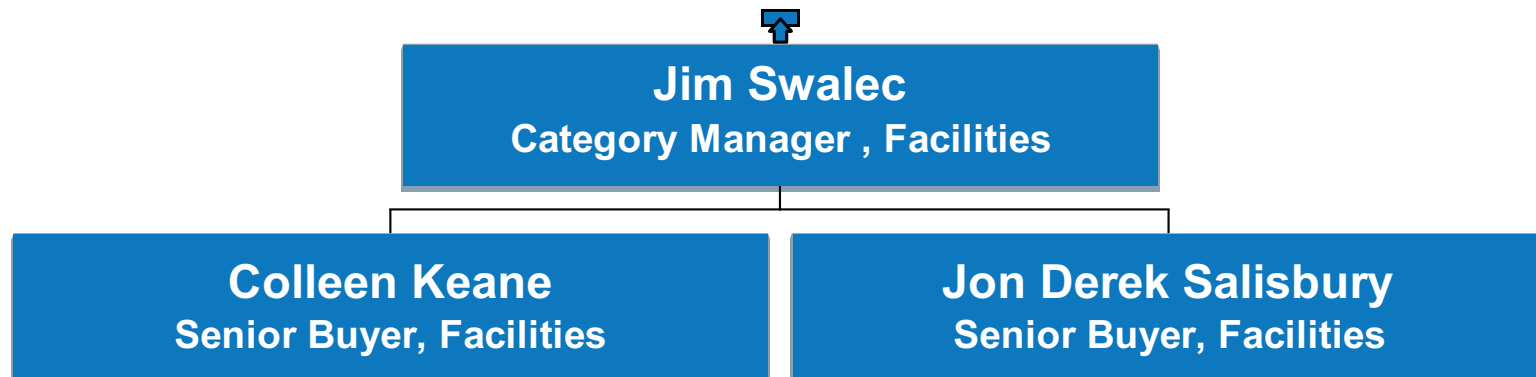 Jim Swalec
Category Manager , Facilities
Colleen Keane
Senior Buyer, Facilities
Jon Derek Salisbury
Senior Buyer, Facilities